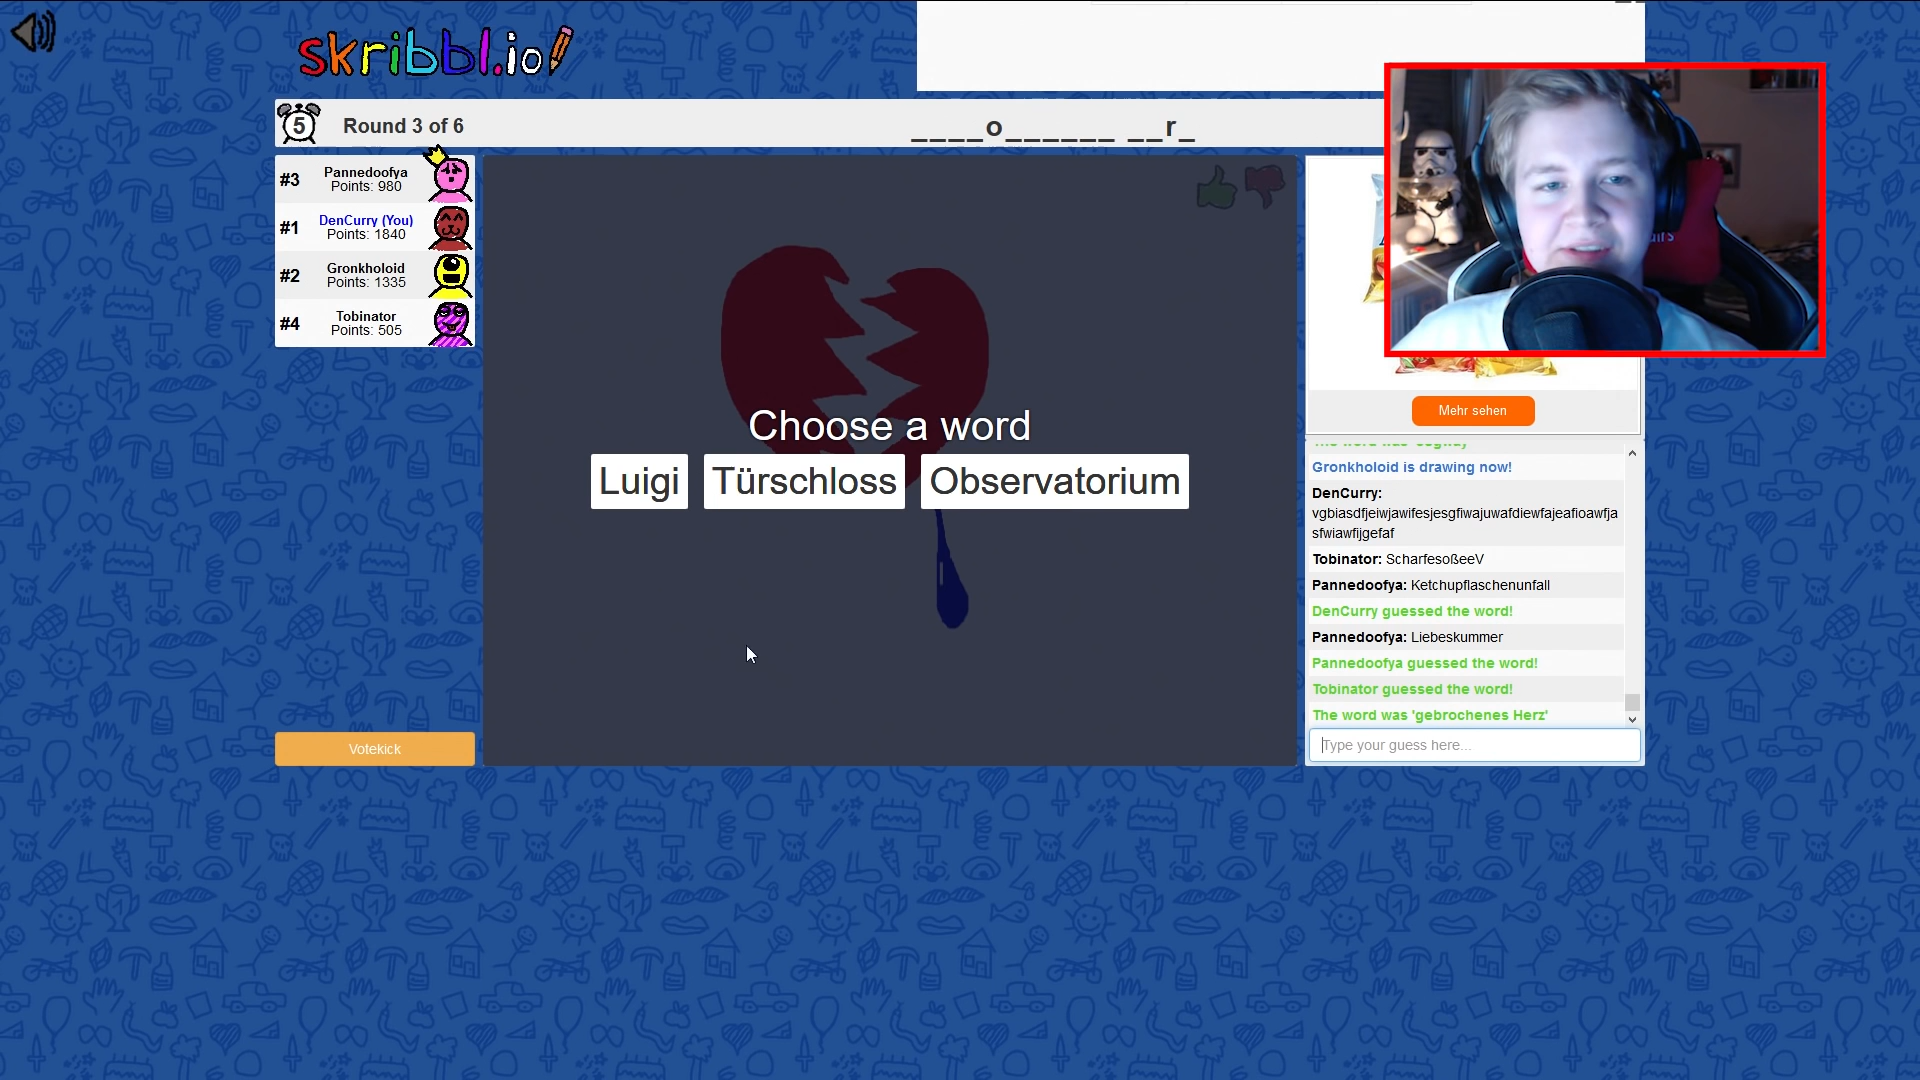 skribbl.io
5
Round 3 of 6
____o______ __r_
#3
Pannedoofya
Points: 980
#1
DenCurry (You)
Points: 1840
#2
Gronkholoid
Points: 1335
#4
Tobinator
Points: 505
Votekick
Choose a word
Luigi
Türschloss
Observatorium
Mehr sehen
Gronkholoid is drawing now!
DenCurry:
vgbiasdfjeiwjawifesjesgfiwajuwafdiewfajeafioawfja
sfwiawfijgefaf
Tobinator: ScharfesoßeeV
Pannedoofya: Ketchupflaschenunfall
DenCurry guessed the word!
Pannedoofya: Liebeskummer
Pannedoofya guessed the word!
Tobinator guessed the word!
The word was 'gebrochenes Herz'
Type your guess here...